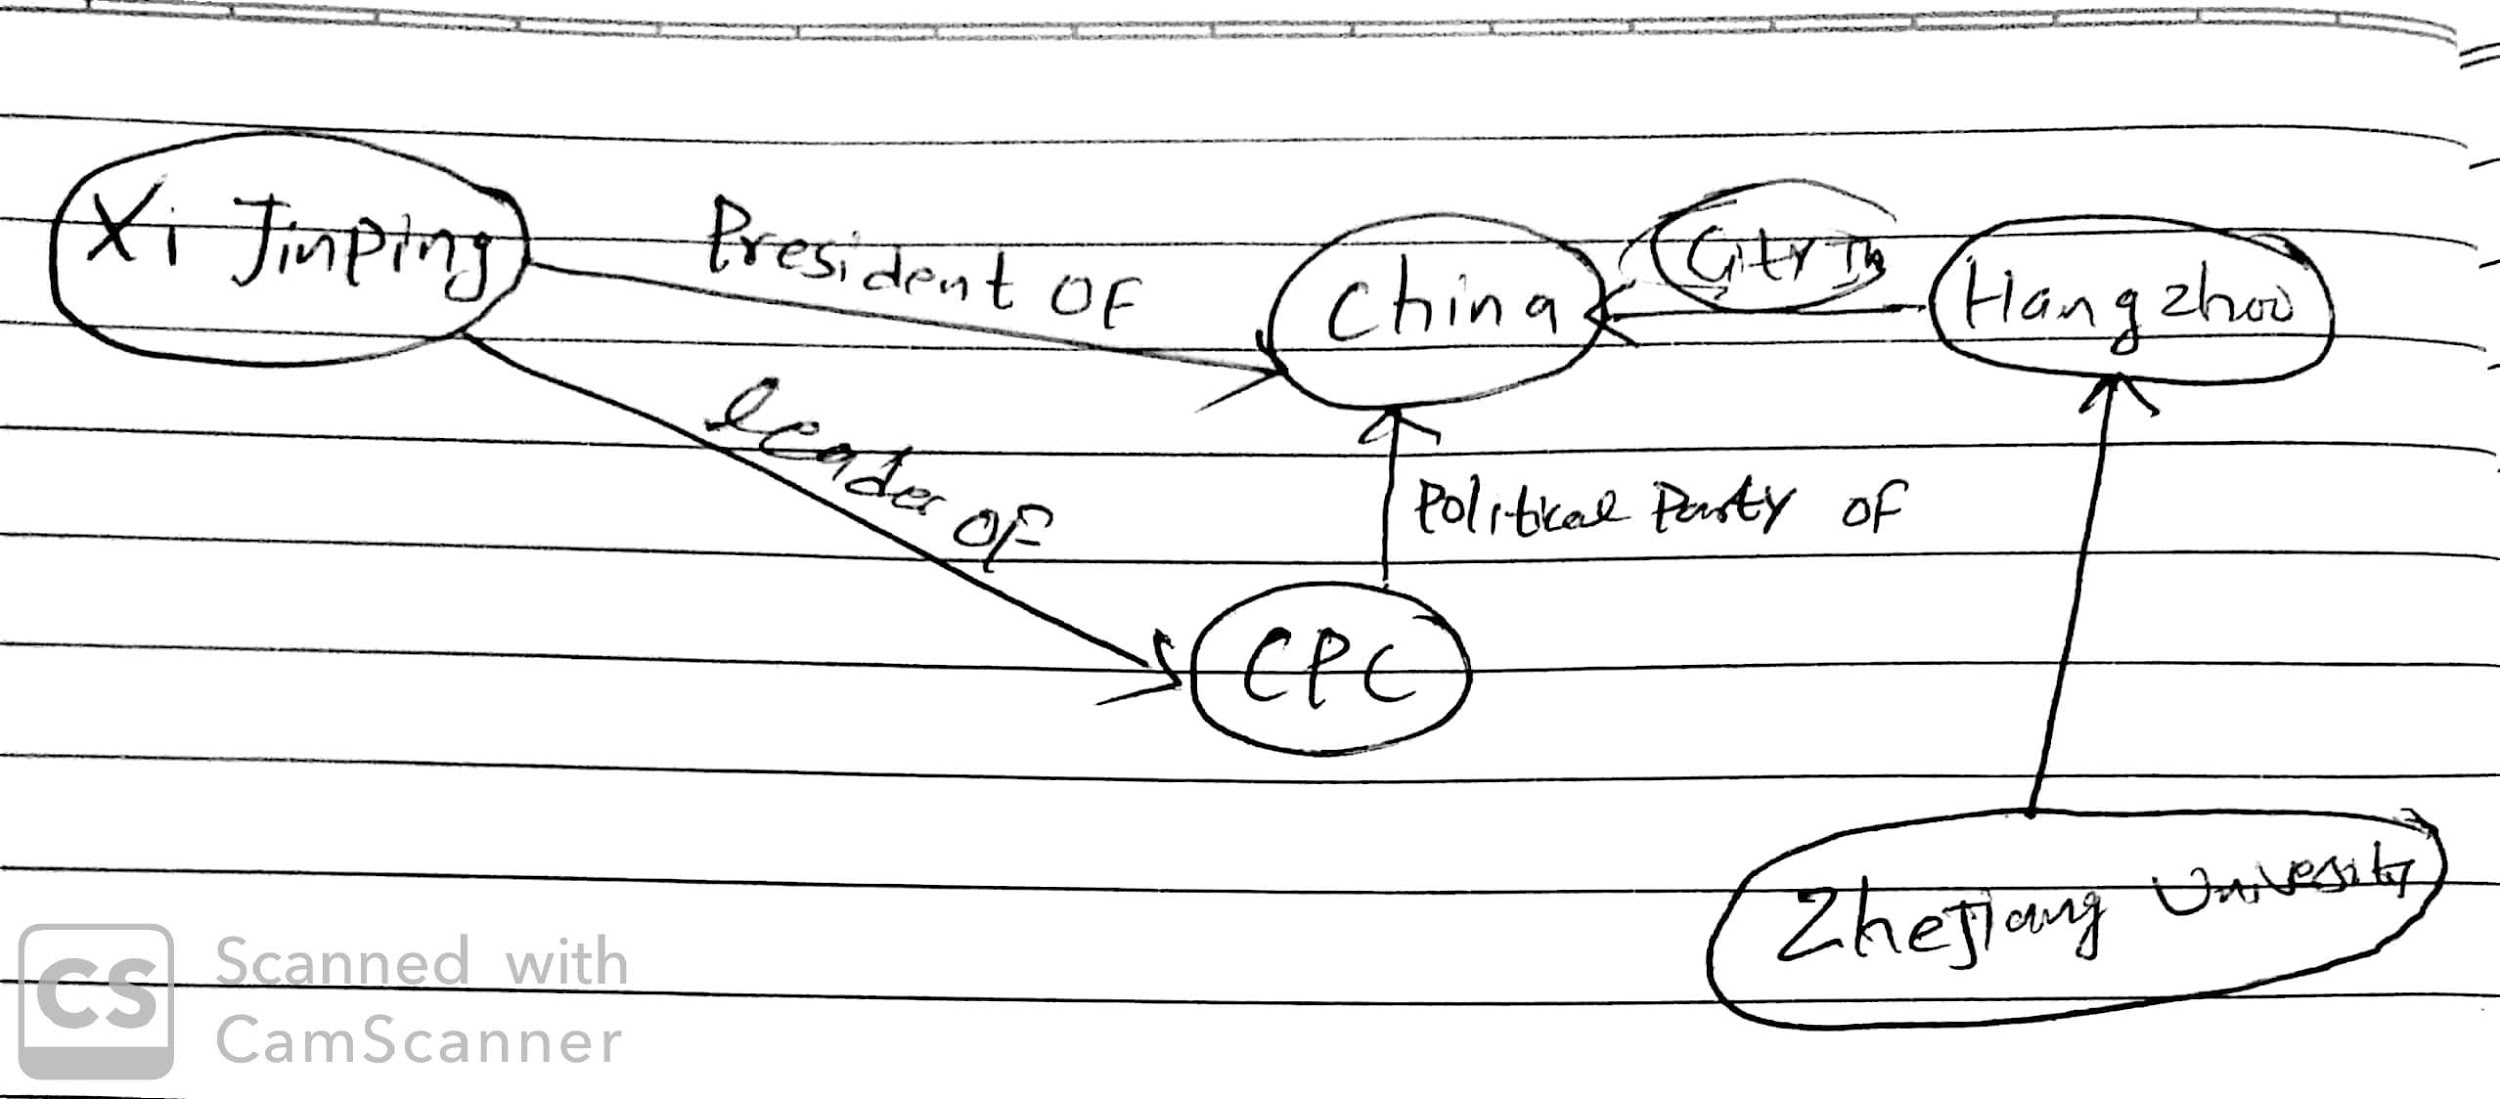 Xi Jinping
President OF
China
City In
Hangzhou
leader OF
Political Party of
CPC
Zhejiang University
CS
Scanned with
CamScanner